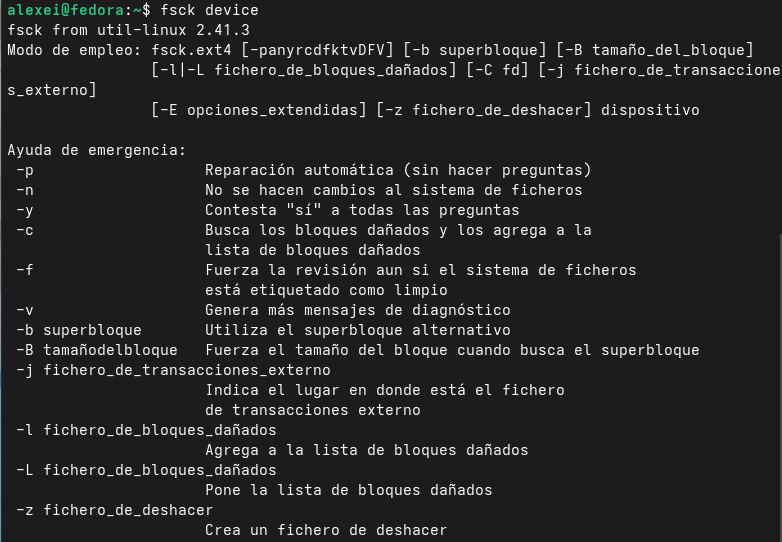 alexei@fedora:~$ fsck device
fsck from util-linux 2.41.3
Modo de empleo: fsck.ext4 [-panyrcdfktvDFV] [-b superbloque] [-B tamaño_del_bloque]
                [-l|-L fichero_de_bloques_dañados] [-C fd] [-j fichero_de_transaccione
s_externo]
                [-E opciones_extendidas] [-z fichero_de_deshacer] dispositivo

Ayuda de emergencia:
 -p                   Reparación automática (sin hacer preguntas)
 -n                   No se hacen cambios al sistema de ficheros
 -y                   Contesta "sí" a todas las preguntas
 -c                   Busca los bloques dañados y los agrega a la
                      lista de bloques dañados
 -f                   Fuerza la revisión aun si el sistema de ficheros
                      está etiquetado como limpio
 -v                   Genera más mensajes de diagnóstico
 -b superbloque       Utiliza el superbloque alternativo
 -B tamañodelbloque   Fuerza el tamaño del bloque cuando busca el superbloque
 -j fichero_de_transacciones_externo
                      Indica el lugar en donde está el fichero
                      de transacciones externo
 -l fichero_de_bloques_dañados
                      Agrega a la lista de bloques dañados
 -L fichero_de_bloques_dañados
                      Pone la lista de bloques dañados
 -z fichero_de_deshacer
                      Crea un fichero de deshacer